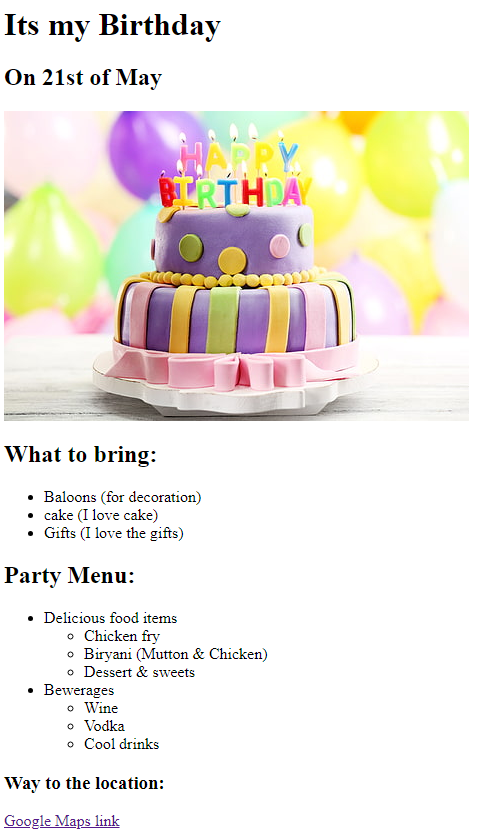 Its my Birthday
On 21st of May
HAPPY
BIRTHDAY
What to bring:
Baloons (for decoration)
cake (I love cake)
Gifts (I love the gifts)
Party Menu:
Delicious food items
Chicken fry
Biryani (Mutton & Chicken)
Dessert & sweets
Bewerages
Wine
Vodka
Cool drinks
Way to the location:
Google Maps link